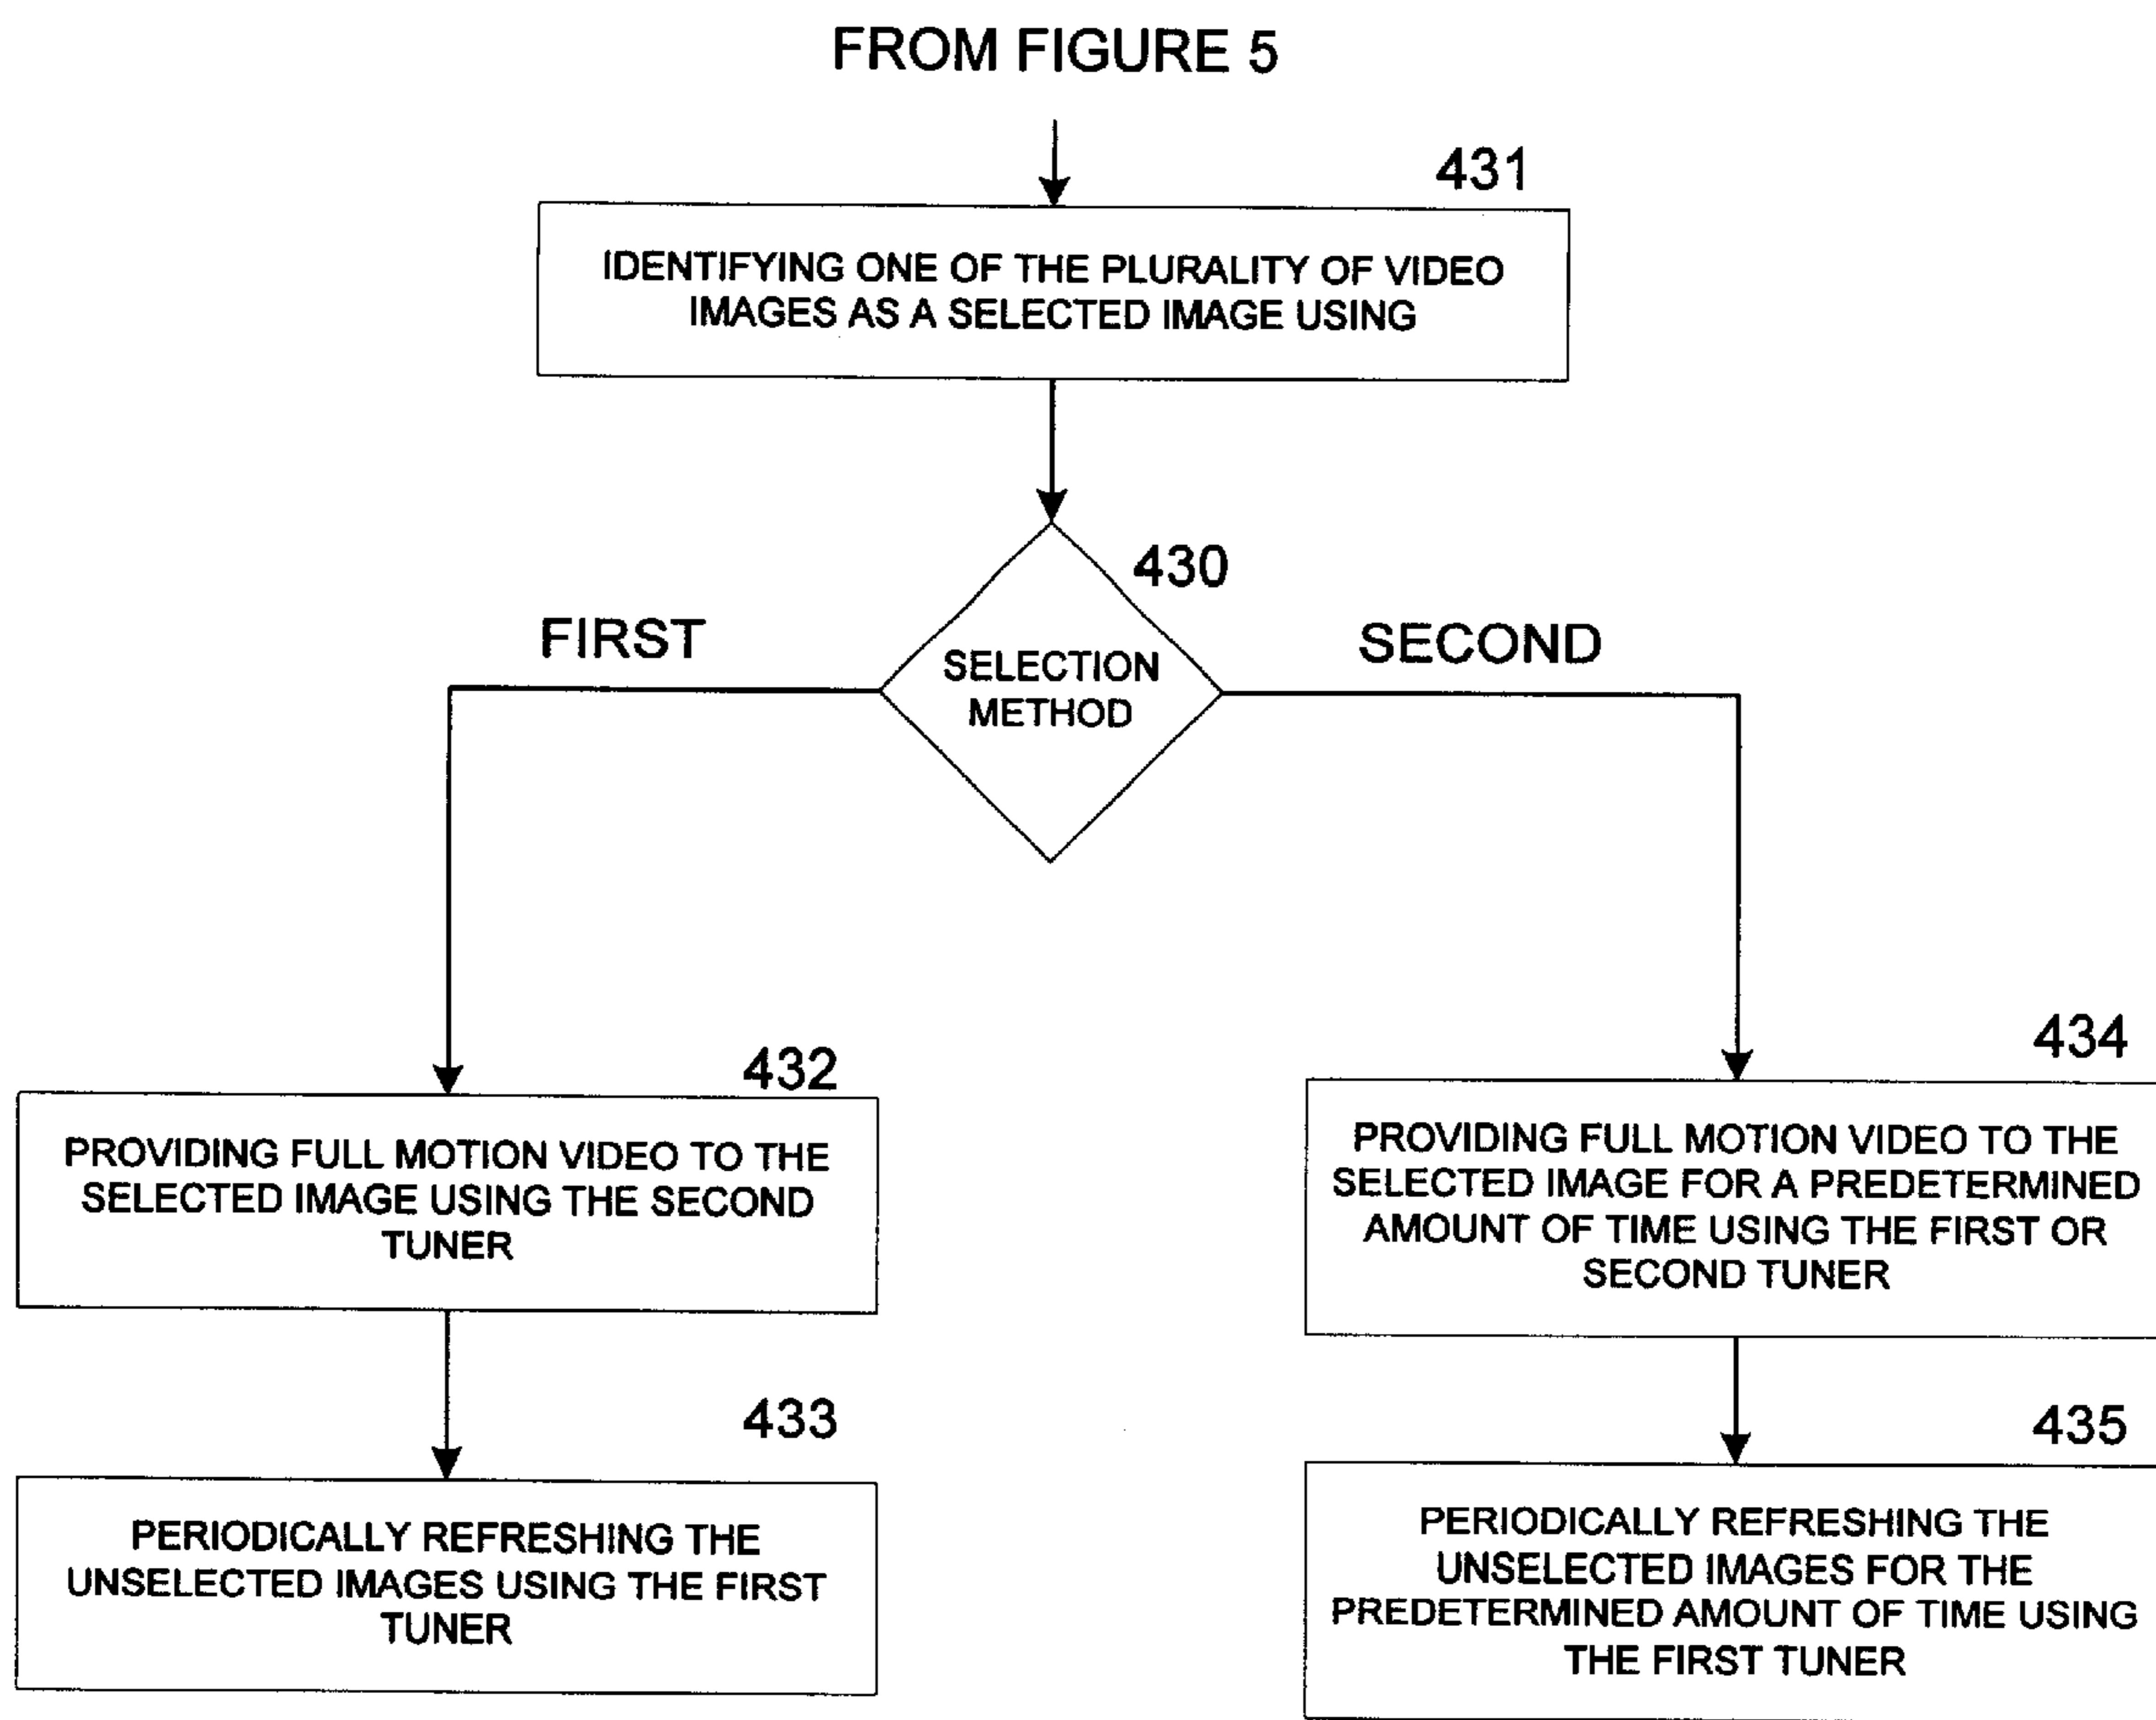 FROM FIGURE 5
431
IDENTIFYING ONE OF THE PLURALITY OF VIDEO
IMAGES AS A SELECTED IMAGE USING
430
FIRST
SECOND
SELECTION
METHOD
432
PROVIDING FULL MOTION VIDEO TO THE
SELECTED IMAGE USING THE SECOND
TUNER
433
PERIODICALLY REFRESHING THE
UNSELECTED IMAGES USING THE FIRST
TUNER
434
PROVIDING FULL MOTION VIDEO TO THE
SELECTED IMAGE FOR A PREDETERMINED
AMOUNT OF TIME USING THE FIRST OR
SECOND TUNER
435
PERIODICALLY REFRESHING THE
UNSELECTED IMAGES FOR THE
PREDETERMINED AMOUNT OF TIME USING
THE FIRST TUNER